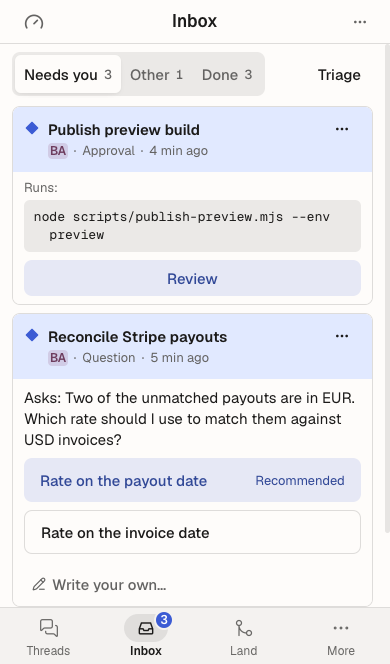 Inbox
Needs you 3 Other 1 Done 3 Triage
Publish preview build
BA · Approval · 4 min ago
Runs:
node scripts/publish-preview.mjs --env
preview
Review
Reconcile Stripe payouts
BA · Question · 5 min ago
Asks: Two of the unmatched payouts are in EUR.
Which rate should I use to match them against
USD invoices?
Rate on the payout date Recommended
Rate on the invoice date
Write your own...
3
Threads Inbox Land More